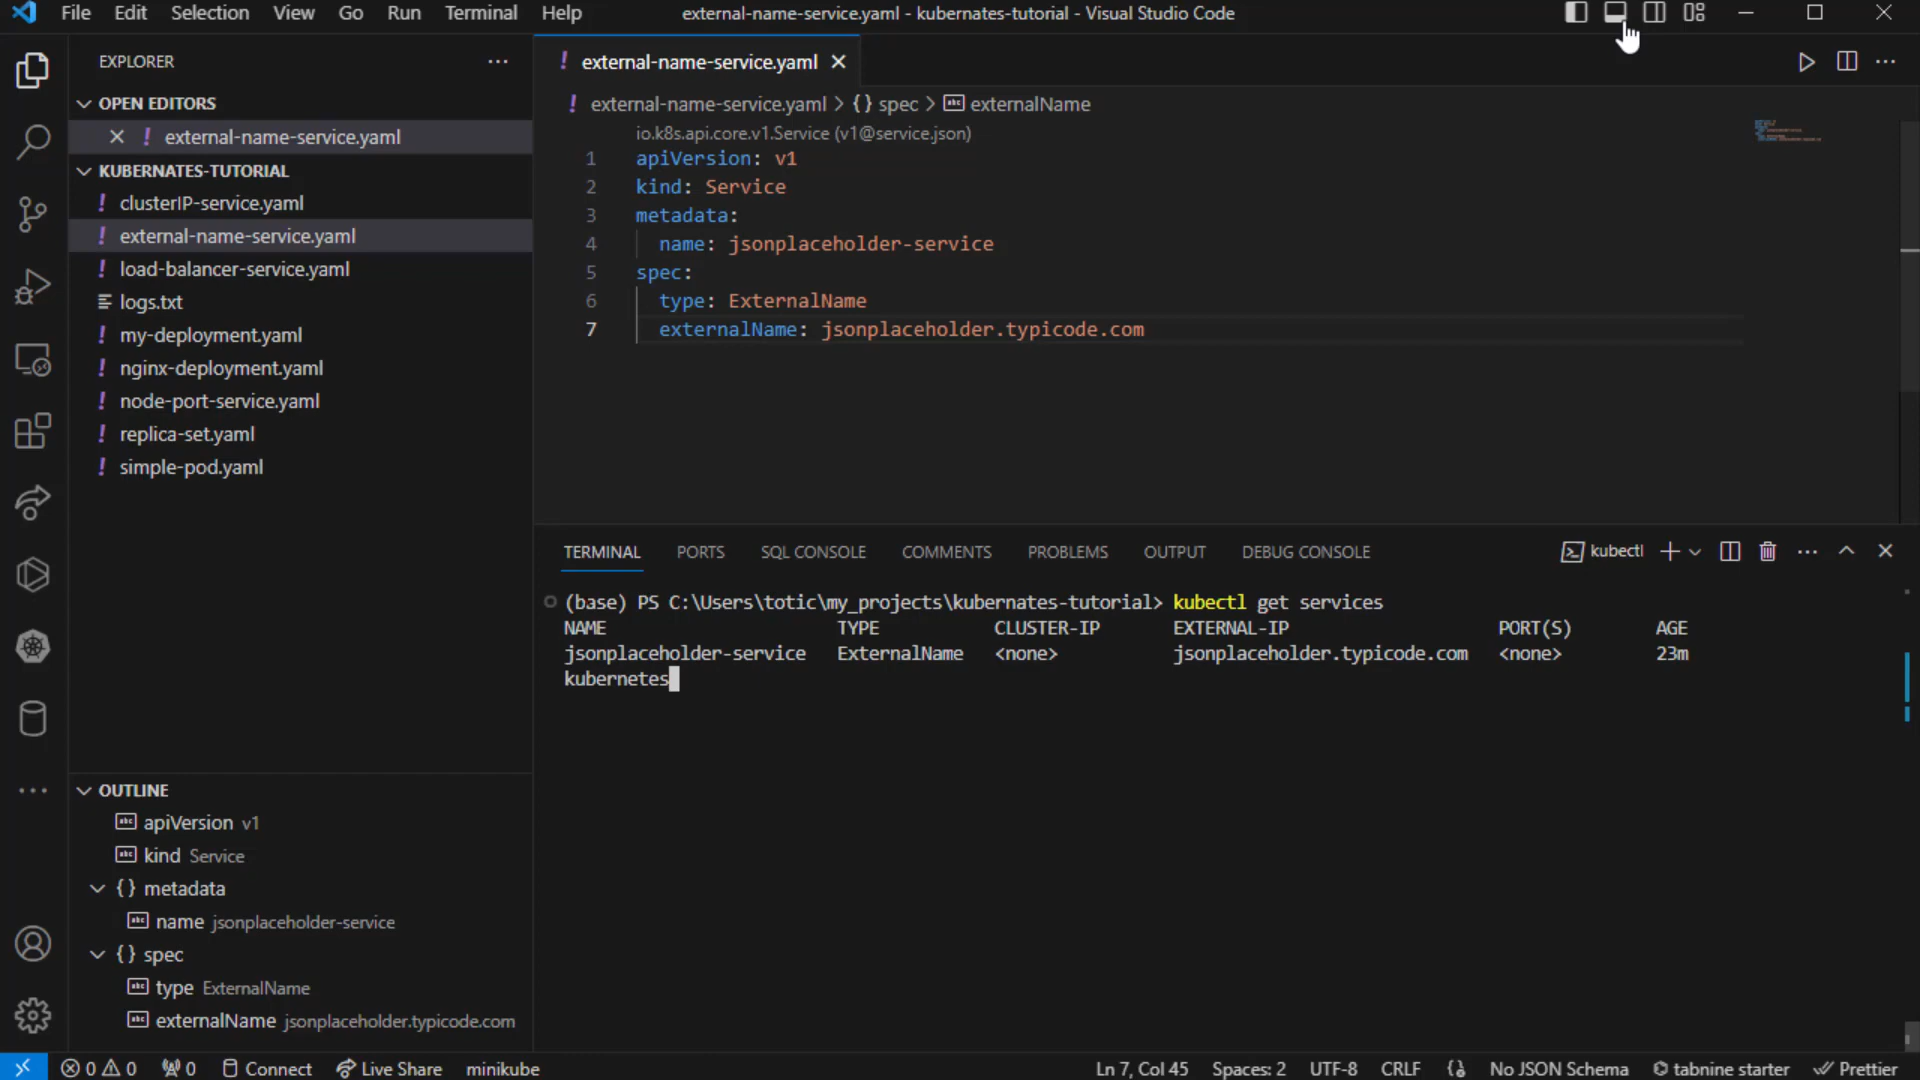 File Edit Selection View Go Run Terminal Help
external-name-service.yaml - kubernates-tutorial - Visual Studio Code
EXPLORER
OPEN EDITORS
external-name-service.yaml
KUBERNATES-TUTORIAL
clusterIP-service.yaml
external-name-service.yaml
load-balancer-service.yaml
logs.txt
my-deployment.yaml
nginx-deployment.yaml
node-port-service.yaml
replica-set.yaml
simple-pod.yaml
OUTLINE
apiVersion v1
kind Service
{} metadata
name jsonplaceholder-service
{} spec
type ExternalName
externalName jsonplaceholder.typicode.com
! external-name-service.yaml
! external-name-service.yaml > {} spec > externalName
io.k8s.api.core.v1.Service (v1@service.json)
1 apiVersion: v1
2 kind: Service
3 metadata:
4 name: jsonplaceholder-service
5 spec:
6 type: ExternalName
7 externalName: jsonplaceholder.typicode.com
TERMINAL PORTS SQL CONSOLE COMMENTS PROBLEMS OUTPUT DEBUG CONSOLE kubectl
(base) PS C:\Users\totic\my_projects\kubernates-tutorial> kubectl get services
NAME TYPE CLUSTER-IP EXTERNAL-IP PORT(S) AGE
jsonplaceholder-service ExternalName <none> jsonplaceholder.typicode.com <none> 23m
kubernetes
0 0 0 Connect Live Share minikube Ln 7, Col 45 Spaces: 2 UTF-8 CRLF No JSON Schema tabnine starter Prettier